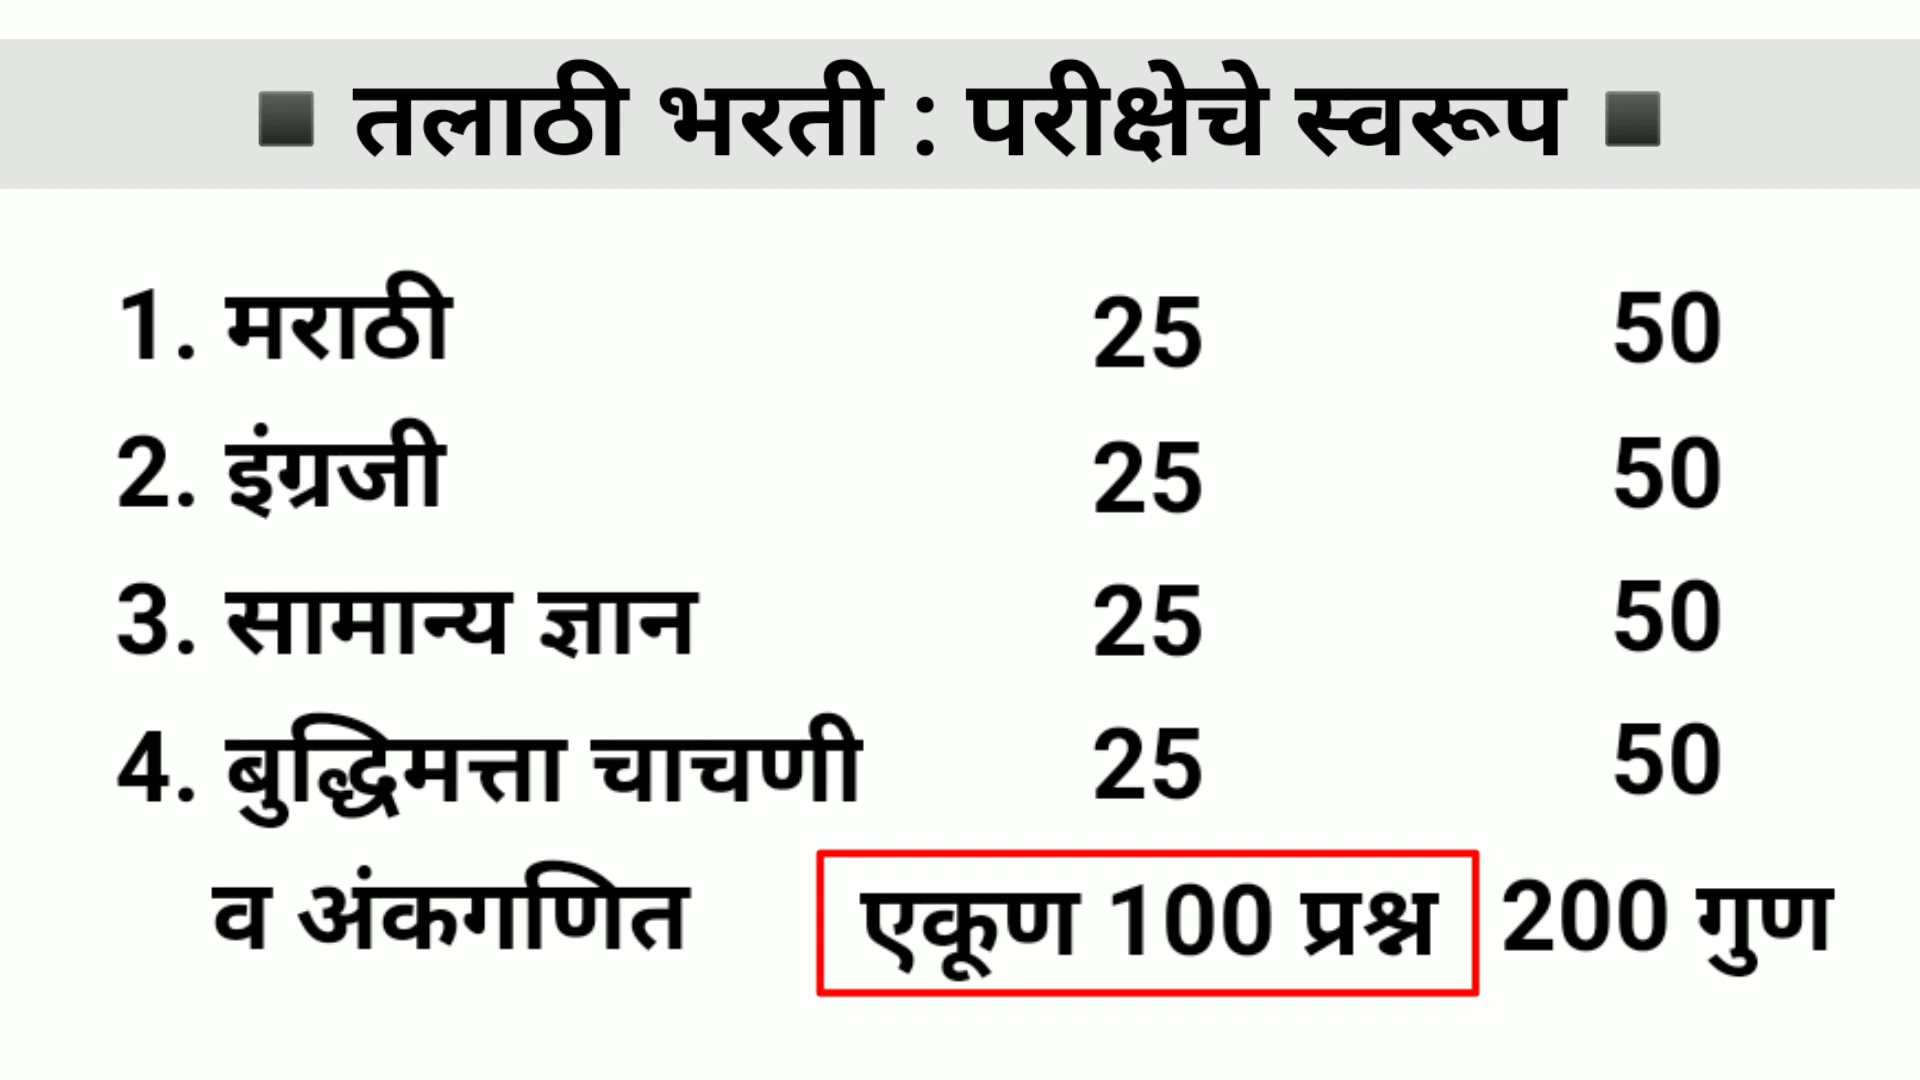 ▪️तलाठी भरती : परीक्षेचे स्वरूप▪️
1. मराठी 25 50
2. इंग्रजी 25 50
3. सामान्य ज्ञान 25 50
4. बुद्धिमत्ता चाचणी 25 50
व अंकगणित एकूण 100 प्रश्न 200 गुण